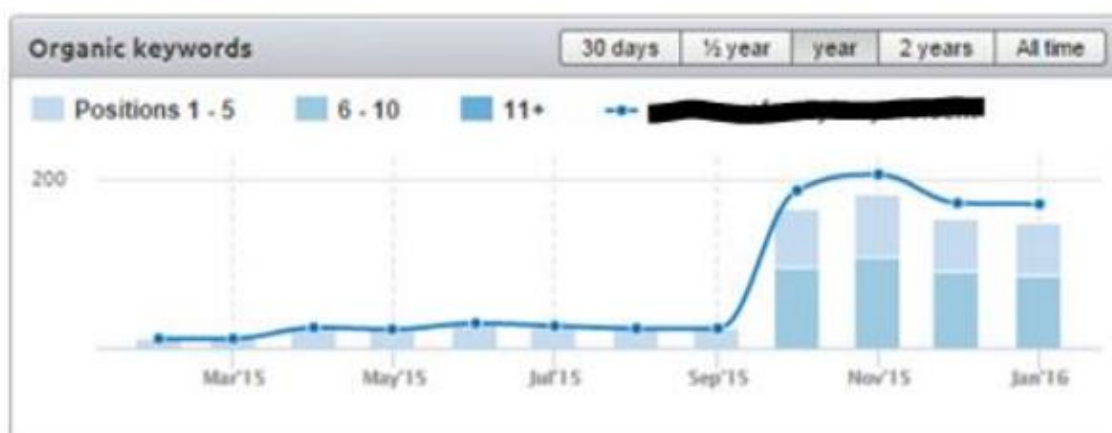 Organic keywords 30 days ½ year year 2 years All time
Positions 1 - 5 6 - 10 11+
200
Mar'15 May'15 Jul'15 Sep'15 Nov'15 Jan'16